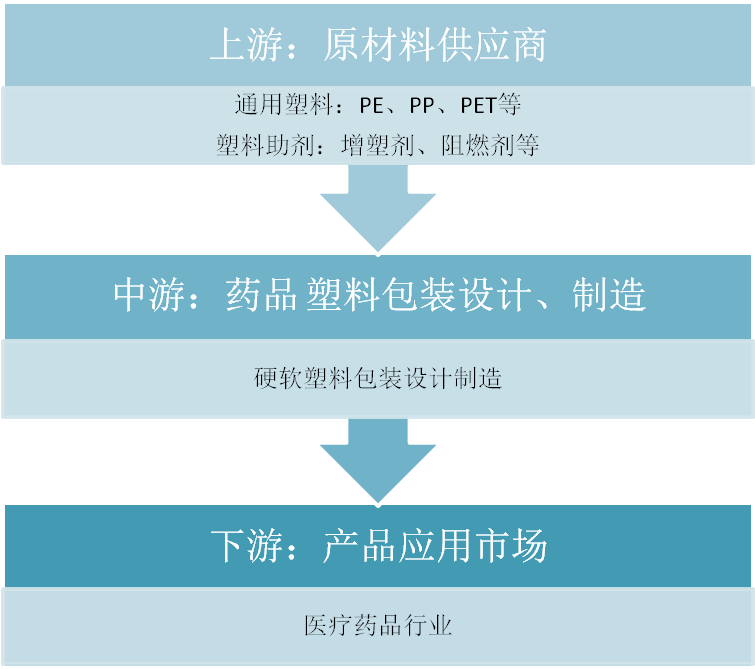 上游：原材料供应商
通用塑料：PE、PP、PET等
塑料助剂：增塑剂、阻燃剂等
中游：药品 塑料包装设计、制造
硬软塑料包装设计制造
下游：产品应用市场
医疗药品行业